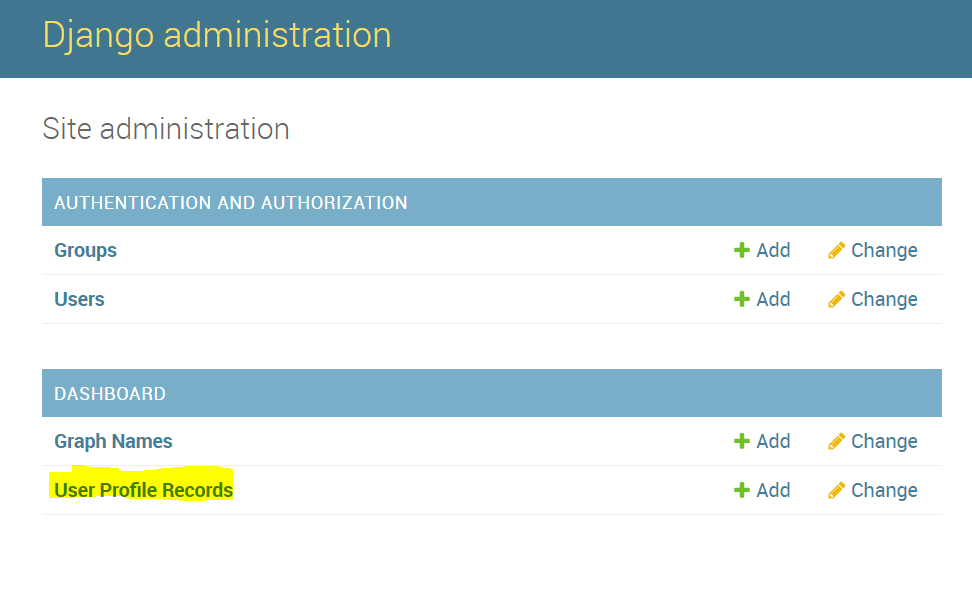 Django administration
Site administration
AUTHENTICATION AND AUTHORIZATION
Groups Add Change
Users Add Change
DASHBOARD
Graph Names Add Change
User Profile Records Add Change